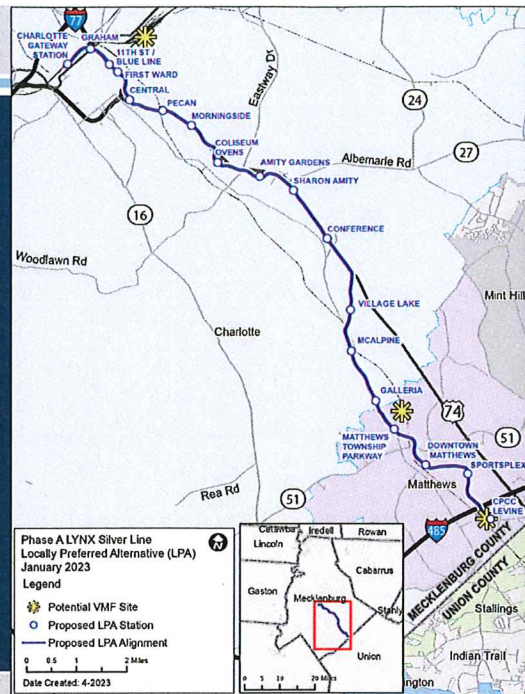 77
CHARLOTTE
GATEWAY
STATION
GRAHAM
11TH ST /
BLUE LINE
FIRST WARD
CENTRAL
PECAN
MORNINGSIDE
COLISEUM
OVENS
Eastway Dr
24
AMITY GARDENS
Albemarle Rd
27
SHARON AMITY
16
CONFERENCE
Woodlawn Rd
Mint Hill
VILLAGE LAKE
Charlotte
MCALPINE
GALLERIA
74
MATTHEWS
TOWNSHIP
PARKWAY
51
DOWNTOWN
MATTHEWS
SPORTSPLEX
Matthews
Rea Rd
51
CPCC
LEVINE
485
MECKLENBURG COUNTY
UNION COUNTY
Stallings
Indian Trail
ington
Phase A LYNX Silver Line
Locally Preferred Alternative (LPA)
January 2023
Legend
Potential VMF Site
Proposed LPA Station
Proposed LPA Alignment
0 0.5 1 2 Miles
Date Created: 4-2023
Catawba
Iredell
Rowan
Lincoln
Cabarrus
Gaston
Mecklenburg
Stanly
Union
0 20 Miles